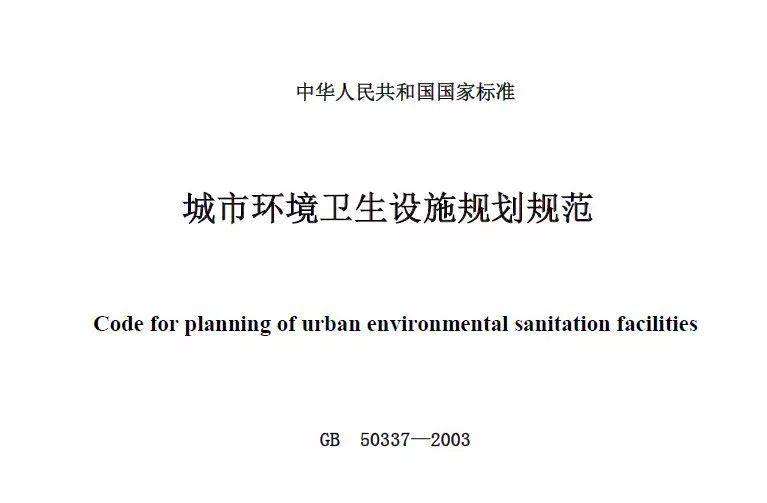 中华人民共和国国家标准
城市环境卫生设施规划规范
Code for planning of urban environmental sanitation facilities
GB 50337—2003